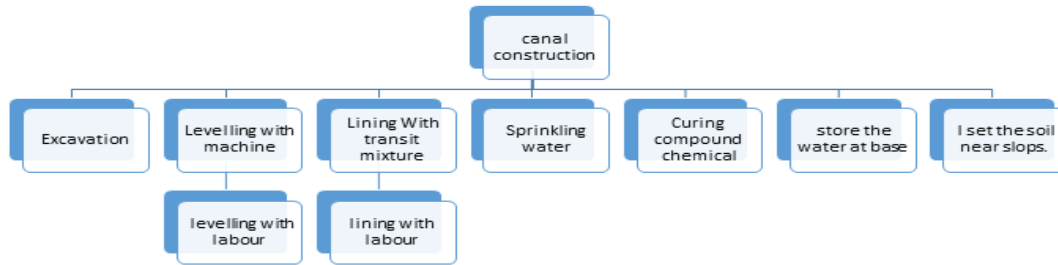 canal
construction
Excavation
Levelling with
machine
Lining With
transit
mixture
Sprinkling
water
Curing
compound
chemical
store the
water at base
I set the soil
near slops.
levelling with
labour
lining with
labour